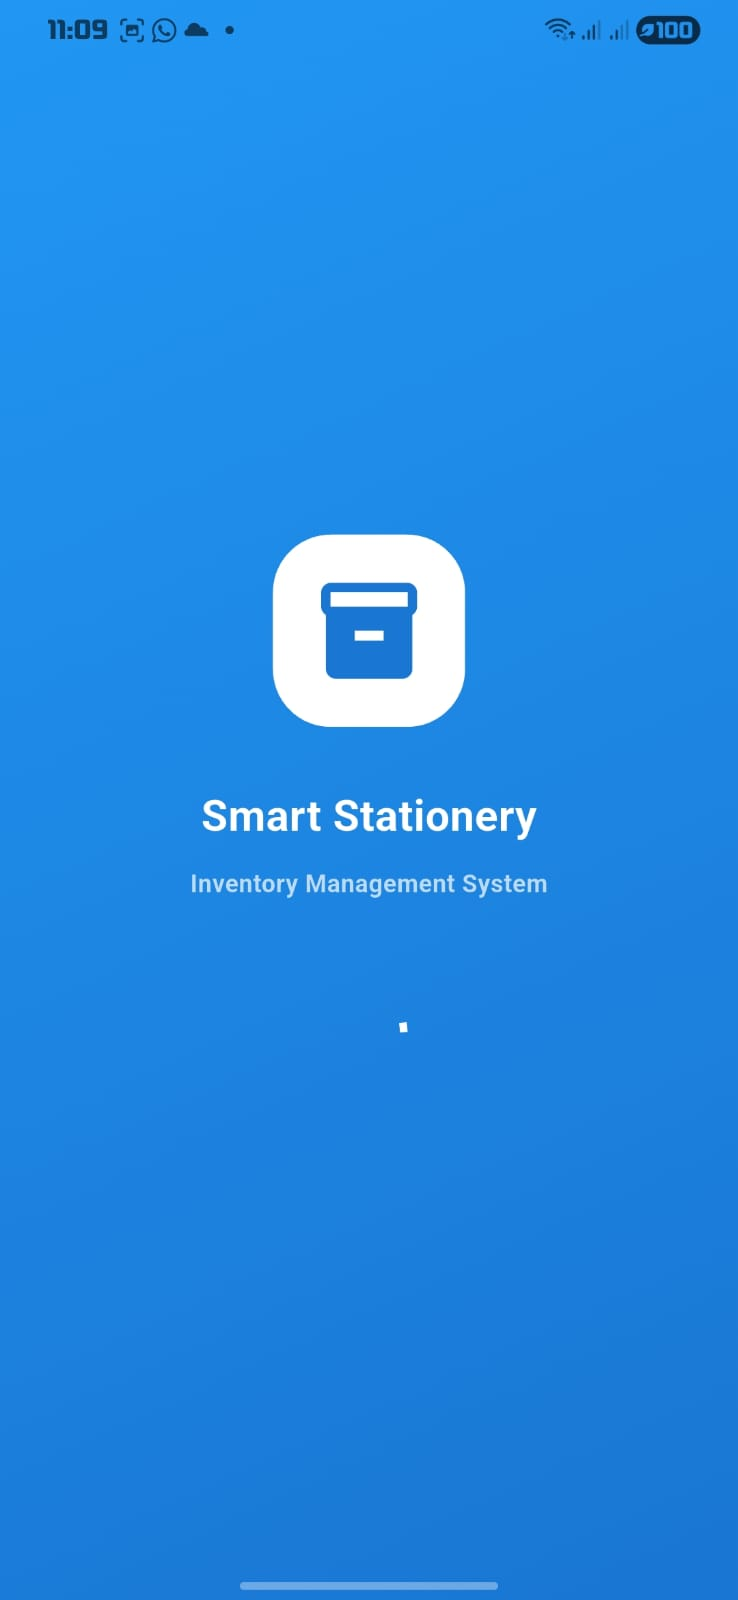 11:09 100
Smart Stationery
Inventory Management System